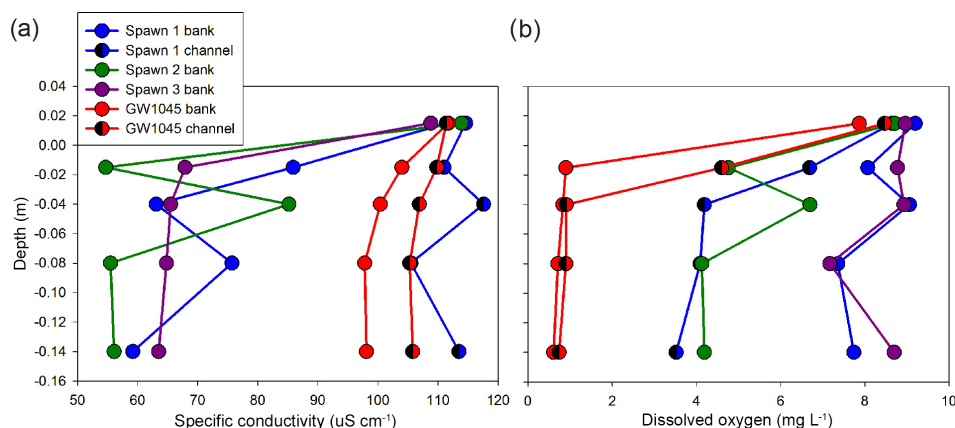 (a)
(b)
Spawn 1 bank
Spawn 1 channel
Spawn 2 bank
Spawn 3 bank
GW1045 bank
GW1045 channel
0.04
0.02
0.00
-0.02
-0.04
-0.06
-0.08
-0.10
-0.12
-0.14
-0.16
Depth (m)
50 60 70 80 90 100 110 120
Specific conductivity (uS cm⁻¹)
0 2 4 6 8 10
Dissolved oxygen (mg L⁻¹)